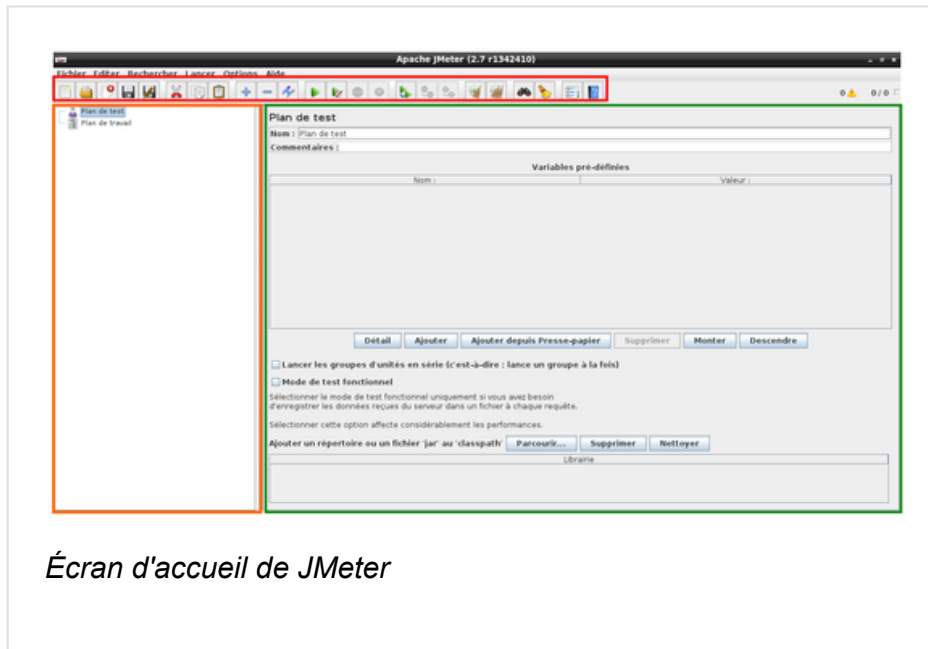 Apache JMeter (2.7 r1342410)
Fichier Editer Rechercher Lancer Options Aide
0 0 / 0
Plan de test
Plan de travail
Plan de test
Nom : Plan de test
Commentaires :
Variables pré-définies
Nom : Valeur :
Détail Ajouter Ajouter depuis Presse-papier Supprimer Monter Descendre
Lancer les groupes d'unités en série (c'est-à-dire : lance un groupe à la fois)
Mode de test fonctionnel
Sélectionner le mode de test fonctionnel uniquement si vous avez besoin
d'enregistrer les données reçues du serveur dans un fichier à chaque requête.
Sélectionner cette option affecte considérablement les performances.
Ajouter un répertoire ou un fichier 'jar' au 'classpath' Parcourir... Supprimer Nettoyer
Librairie
Écran d'accueil de JMeter